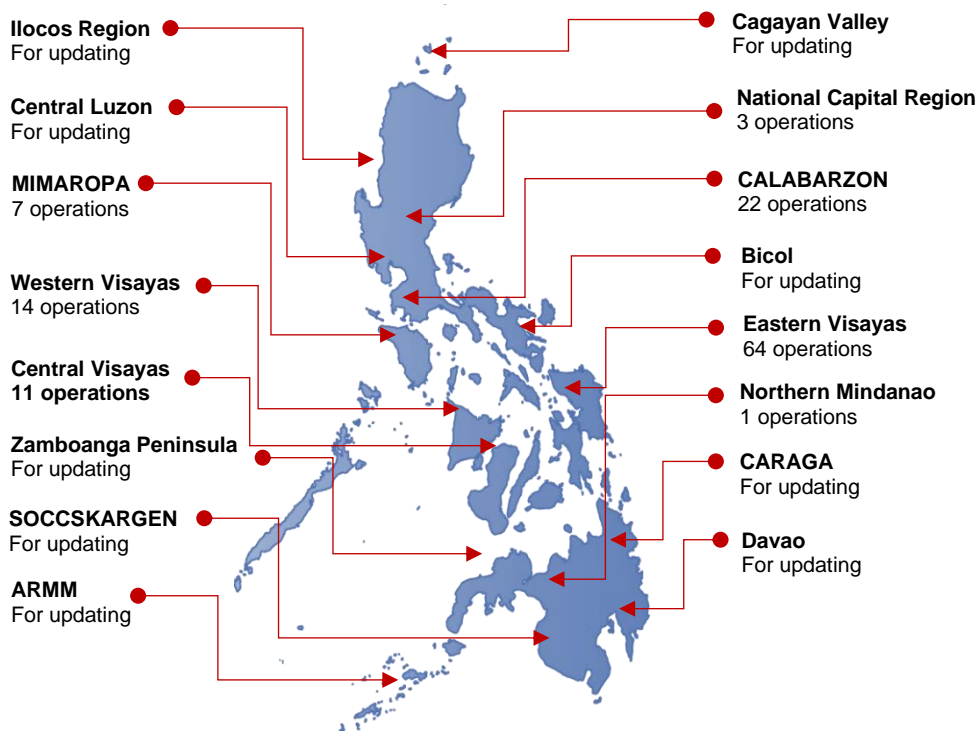 Ilocos Region
For updating
Central Luzon
For updating
MIMAROPA
7 operations
Western Visayas
14 operations
Central Visayas
11 operations
Zamboanga Peninsula
For updating
SOCCSKARGEN
For updating
ARMM
For updating
Cagayan Valley
For updating
National Capital Region
3 operations
CALABARZON
22 operations
Bicol
For updating
Eastern Visayas
64 operations
Northern Mindanao
1 operations
CARAGA
For updating
Davao
For updating